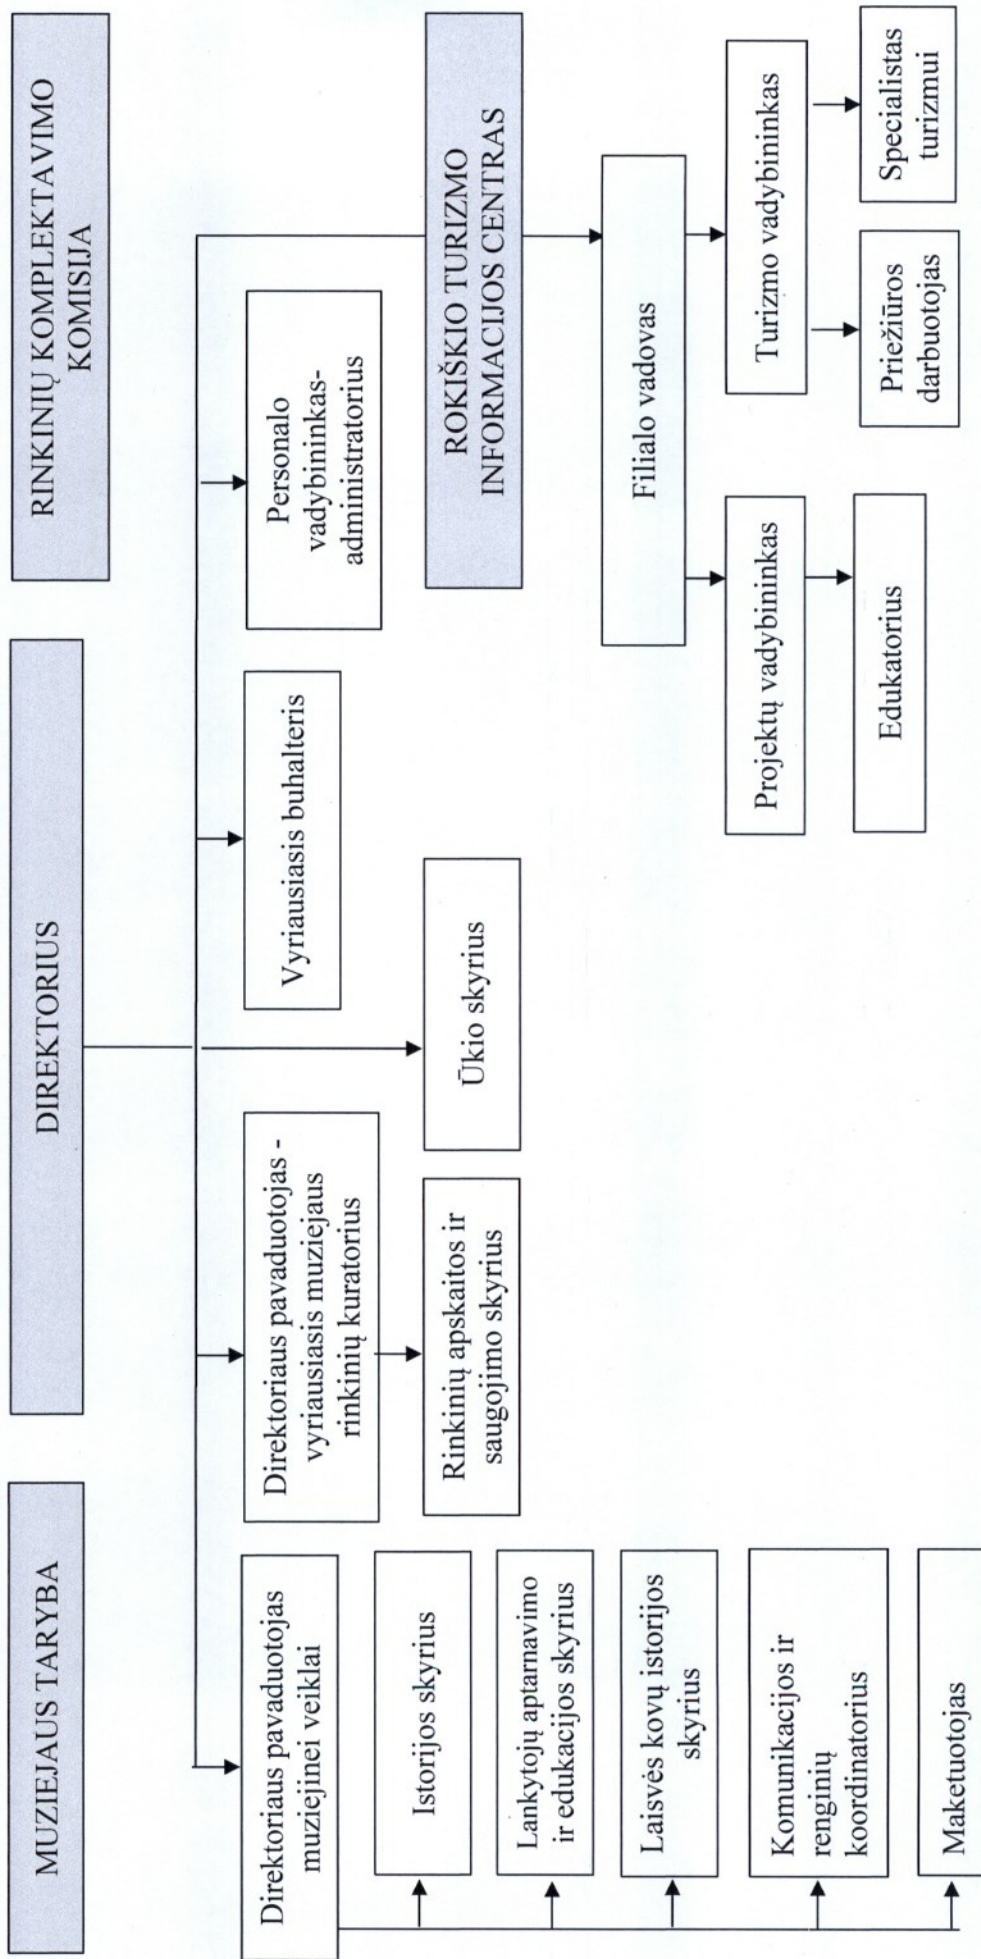 MUZIEJAUS TARYBA
DIREKTORIUS
RINKINIŲ KOMPLEKTAVIMO
KOMISIJA
Direktoriaus pavaduotojas
muziejinei veiklai
Direktoriaus pavaduotojas -
vyriausiasis muziejaus
rinkinių kuratorius
Vyriausiasis buhalteris
Personalo
vadybininkas-
administratorius
Istorijos skyrius
Lankytojų aptarnavimo
ir edukacijos skyrius
Laisvės kovų istorijos
skyrius
Komunikacijos ir
renginių
koordinatorius
Maketuotojas
Rinkinių apskaitos ir
saugojimo skyrius
Ūkio skyrius
ROKIŠKIO TURIZMO
INFORMACIJOS CENTRAS
Filialo vadovas
Projektų vadybininkas
Turizmo vadybininkas
Edukatorius
Priežiūros
darbuotojas
Specialistas
turizmui